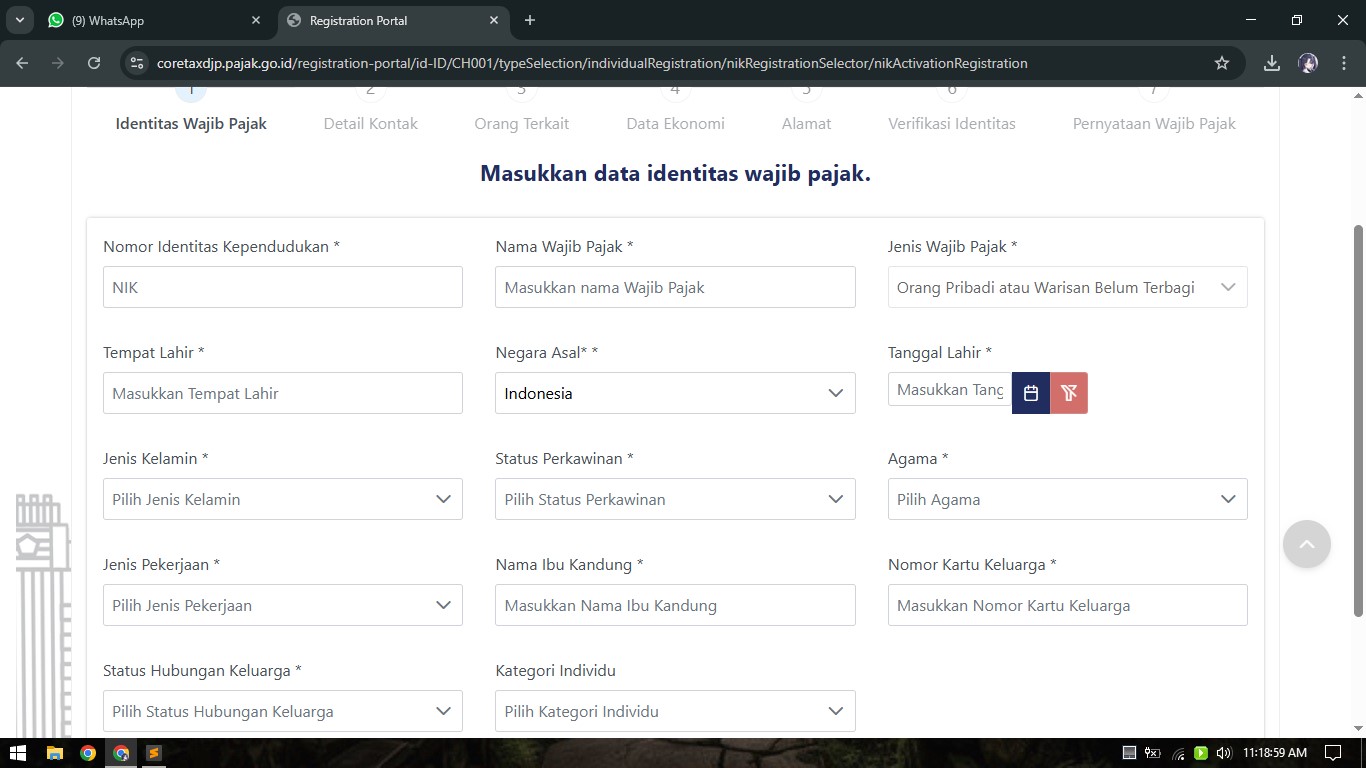 (9) WhatsApp
Registration Portal
coretaxdjp.pajak.go.id/registration-portal/id-ID/CH001/typeSelection/individualRegistration/nikRegistrationSelector/nikActivationRegistration
1 2 3 4 5 6 7
Identitas Wajib Pajak Detail Kontak Orang Terkait Data Ekonomi Alamat Verifikasi Identitas Pernyataan Wajib Pajak
Masukkan data identitas wajib pajak.
Nomor Identitas Kependudukan * Nama Wajib Pajak * Jenis Wajib Pajak *
NIK Masukkan nama Wajib Pajak Orang Pribadi atau Warisan Belum Terbagi
Tempat Lahir * Negara Asal* * Tanggal Lahir *
Masukkan Tempat Lahir Indonesia Masukkan Tang
Jenis Kelamin * Status Perkawinan * Agama *
Pilih Jenis Kelamin Pilih Status Perkawinan Pilih Agama
Jenis Pekerjaan * Nama Ibu Kandung * Nomor Kartu Keluarga *
Pilih Jenis Pekerjaan Masukkan Nama Ibu Kandung Masukkan Nomor Kartu Keluarga
Status Hubungan Keluarga * Kategori Individu
Pilih Status Hubungan Keluarga Pilih Kategori Individu
11:18:59 AM